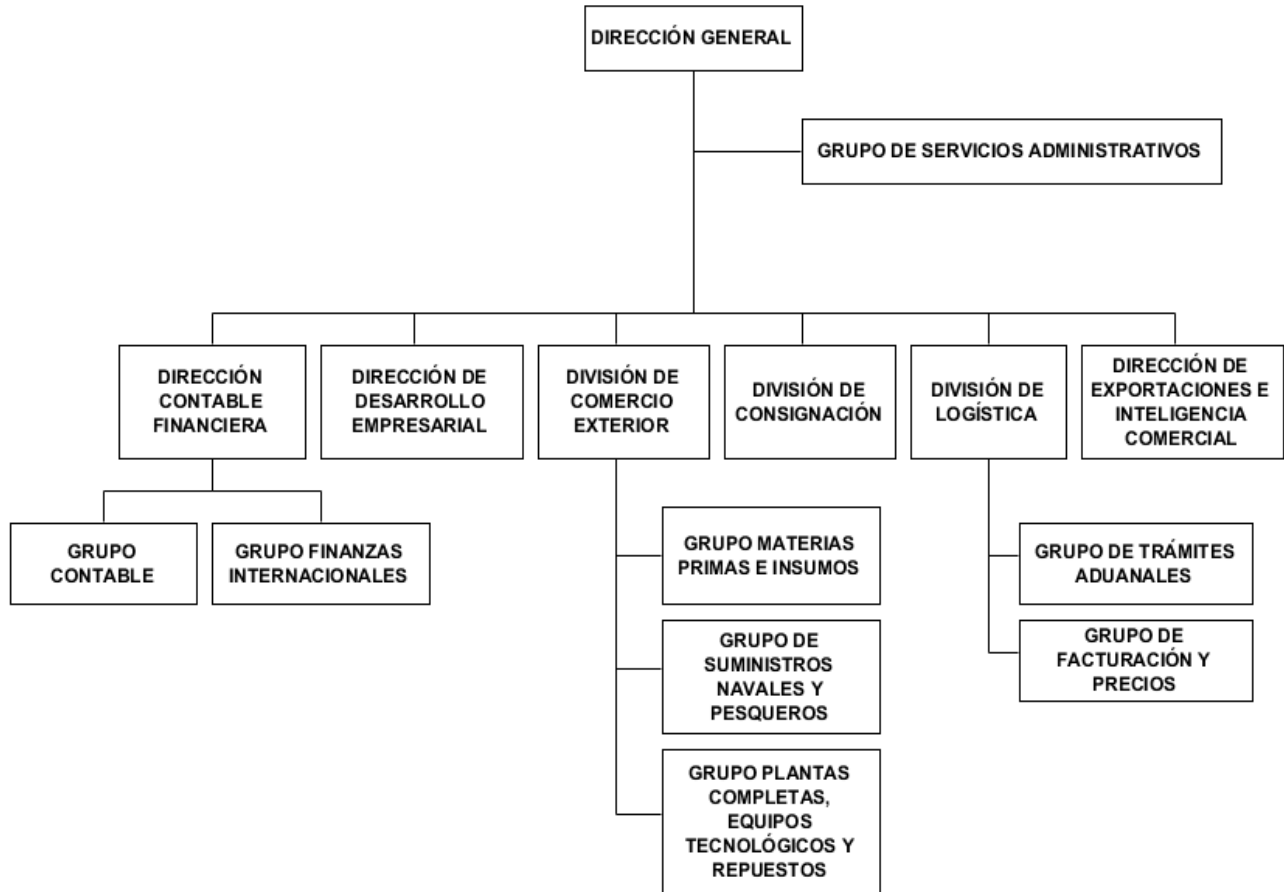 DIRECCIÓN GENERAL
GRUPO DE SERVICIOS ADMINISTRATIVOS
DIRECCIÓN
CONTABLE
FINANCIERA
DIRECCIÓN DE
DESARROLLO
EMPRESARIAL
DIVISIÓN DE
COMERCIO
EXTERIOR
DIVISIÓN DE
CONSIGNACIÓN
DIVISIÓN DE
LOGÍSTICA
DIRECCIÓN DE
EXPORTACIONES E
INTELIGENCIA
COMERCIAL
GRUPO
CONTABLE
GRUPO FINANZAS
INTERNACIONALES
GRUPO MATERIAS
PRIMAS E INSUMOS
GRUPO DE
SUMINISTROS
NAVALES Y
PESQUEROS
GRUPO PLANTAS
COMPLETAS,
EQUIPOS
TECNOLÓGICOS Y
REPUESTOS
GRUPO DE TRÁMITES
ADUANALES
GRUPO DE
FACTURACIÓN Y
PRECIOS